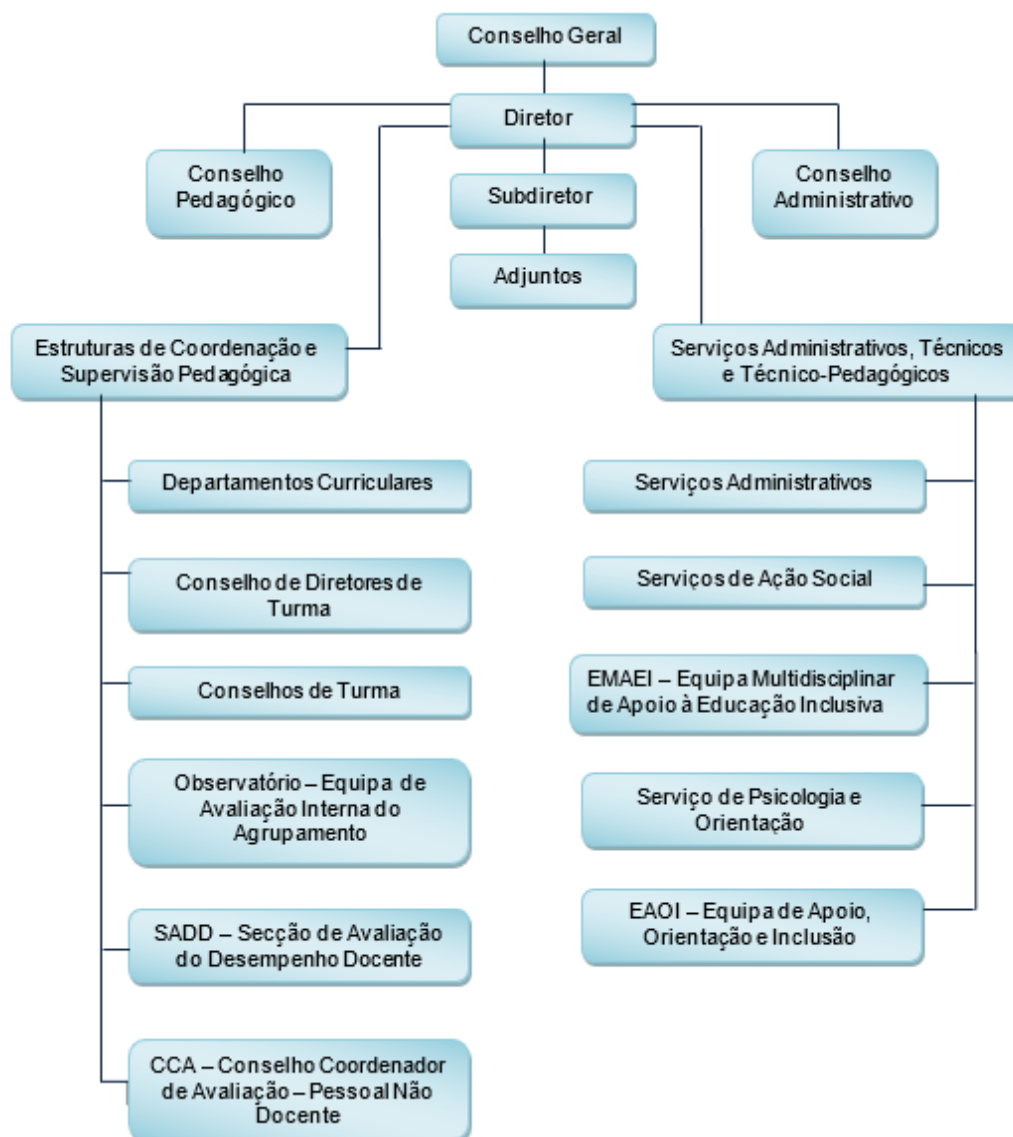 Conselho Geral
Diretor
Conselho
Pedagógico
Subdiretor
Conselho
Administrativo
Adjuntos
Estruturas de Coordenação e
Supervisão Pedagógica
Serviços Administrativos, Técnicos
e Técnico-Pedagógicos
Departamentos Curriculares
Conselho de Diretores de
Turma
Conselhos de Turma
Observatório – Equipa de
Avaliação Interna do
Agrupamento
SADD – Secção de Avaliação
do Desempenho Docente
CCA – Conselho Coordenador
de Avaliação – Pessoal Não
Docente
Serviços Administrativos
Serviços de Ação Social
EMAEI – Equipa Multidisciplinar
de Apoio à Educação Inclusiva
Serviço de Psicologia e
Orientação
EAOI – Equipa de Apoio,
Orientação e Inclusão